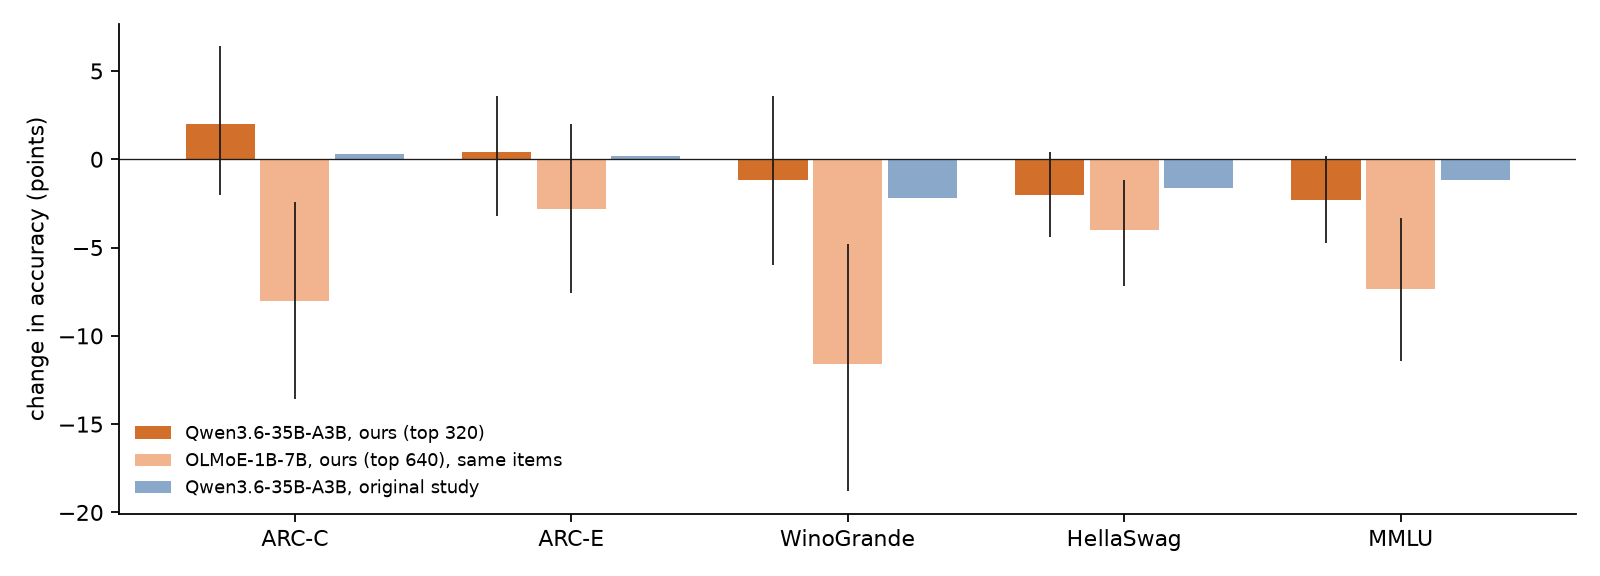 change in accuracy (points)
5
0
−5
−10
−15
−20
Qwen3.6-35B-A3B, ours (top 320)
OLMoE-1B-7B, ours (top 640), same items
Qwen3.6-35B-A3B, original study
ARC-C
ARC-E
WinoGrande
HellaSwag
MMLU